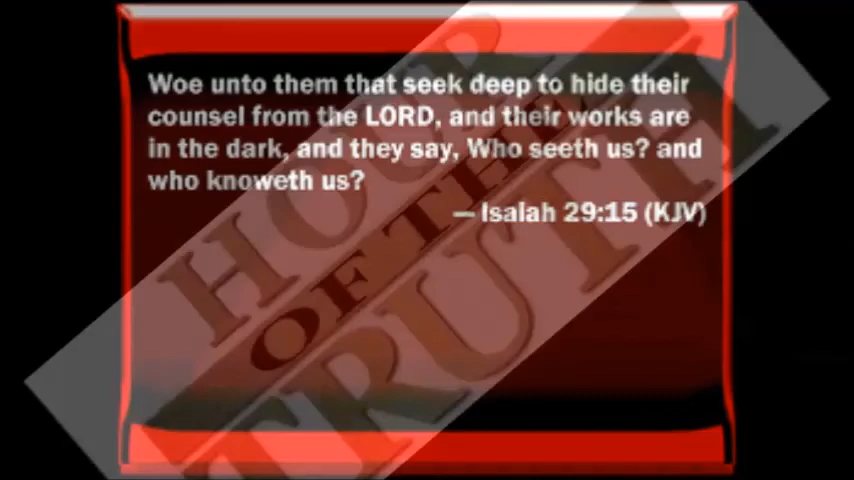 Woe unto them that seek deep to hide their
counsel from the LORD, and their works are
in the dark, and they say, Who seeth us? and
who knoweth us?
— Isaiah 29:15 (KJV)
HOUR
OF THE
TRUTH